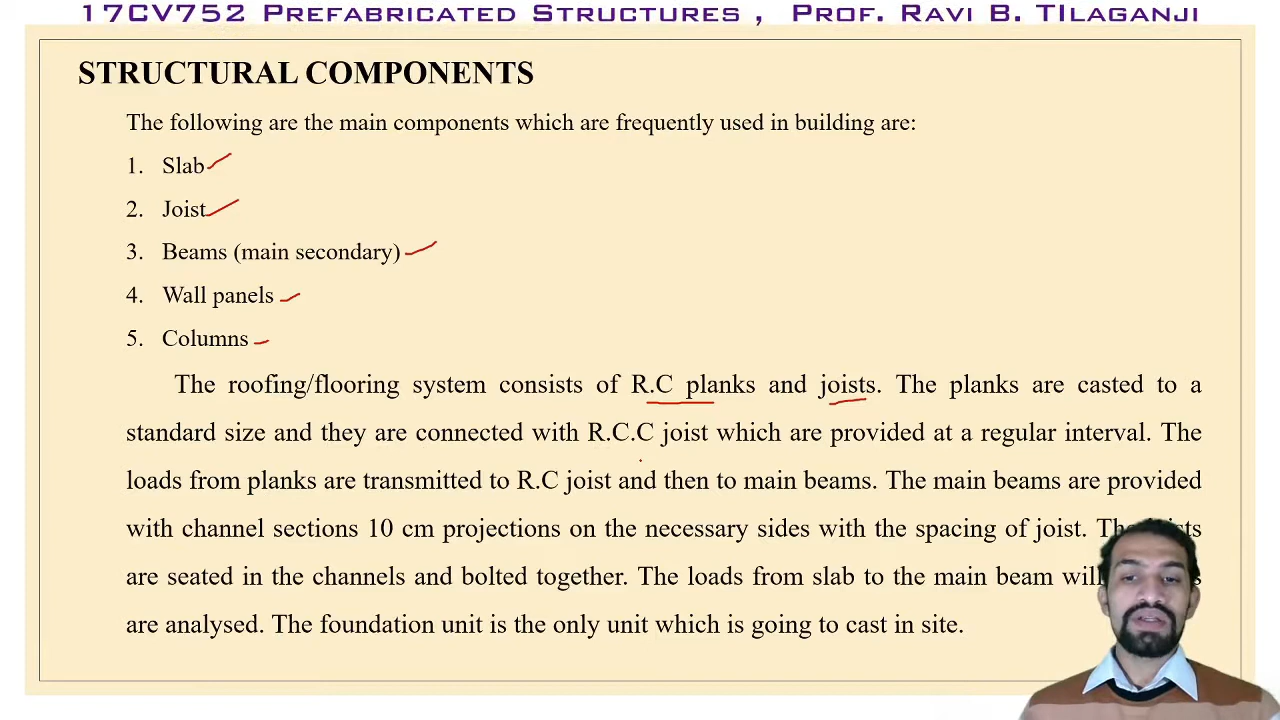 17CV752 Prefabricated Structures , Prof. Ravi B. TIlaganji
STRUCTURAL COMPONENTS
The following are the main components which are frequently used in building are:
1. Slab
2. Joist
3. Beams (main secondary)
4. Wall panels
5. Columns
The roofing/flooring system consists of R.C planks and joists. The planks are casted to a
standard size and they are connected with R.C.C joist which are provided at a regular interval. The
loads from planks are transmitted to R.C joist and then to main beams. The main beams are provided
with channel sections 10 cm projections on the necessary sides with the spacing of joist. The
are seated in the channels and bolted together. The loads from slab to the main beam will
are analysed. The foundation unit is the only unit which is going to cast in site.